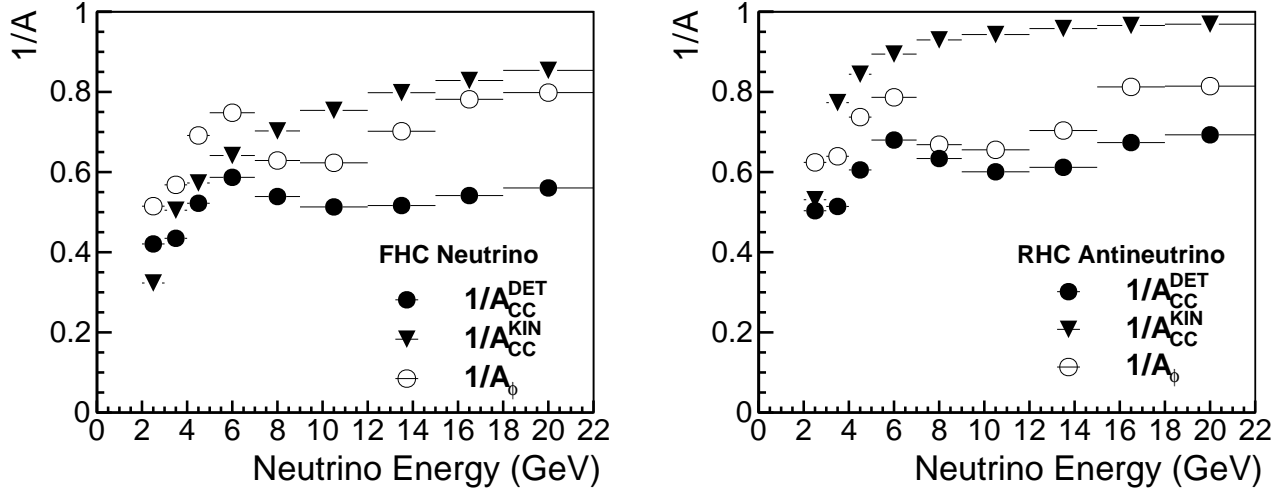 1/A
1
0.8
0.6
0.4
0.2
0
FHC Neutrino
1/A_CC^DET
1/A_CC^KIN
1/A_ϕ
0 2 4 6 8 10 12 14 16 18 20 22
Neutrino Energy (GeV)
1/A
1
0.8
0.6
0.4
0.2
0
RHC Antineutrino
1/A_CC^DET
1/A_CC^KIN
1/A_ϕ
0 2 4 6 8 10 12 14 16 18 20 22
Neutrino Energy (GeV)